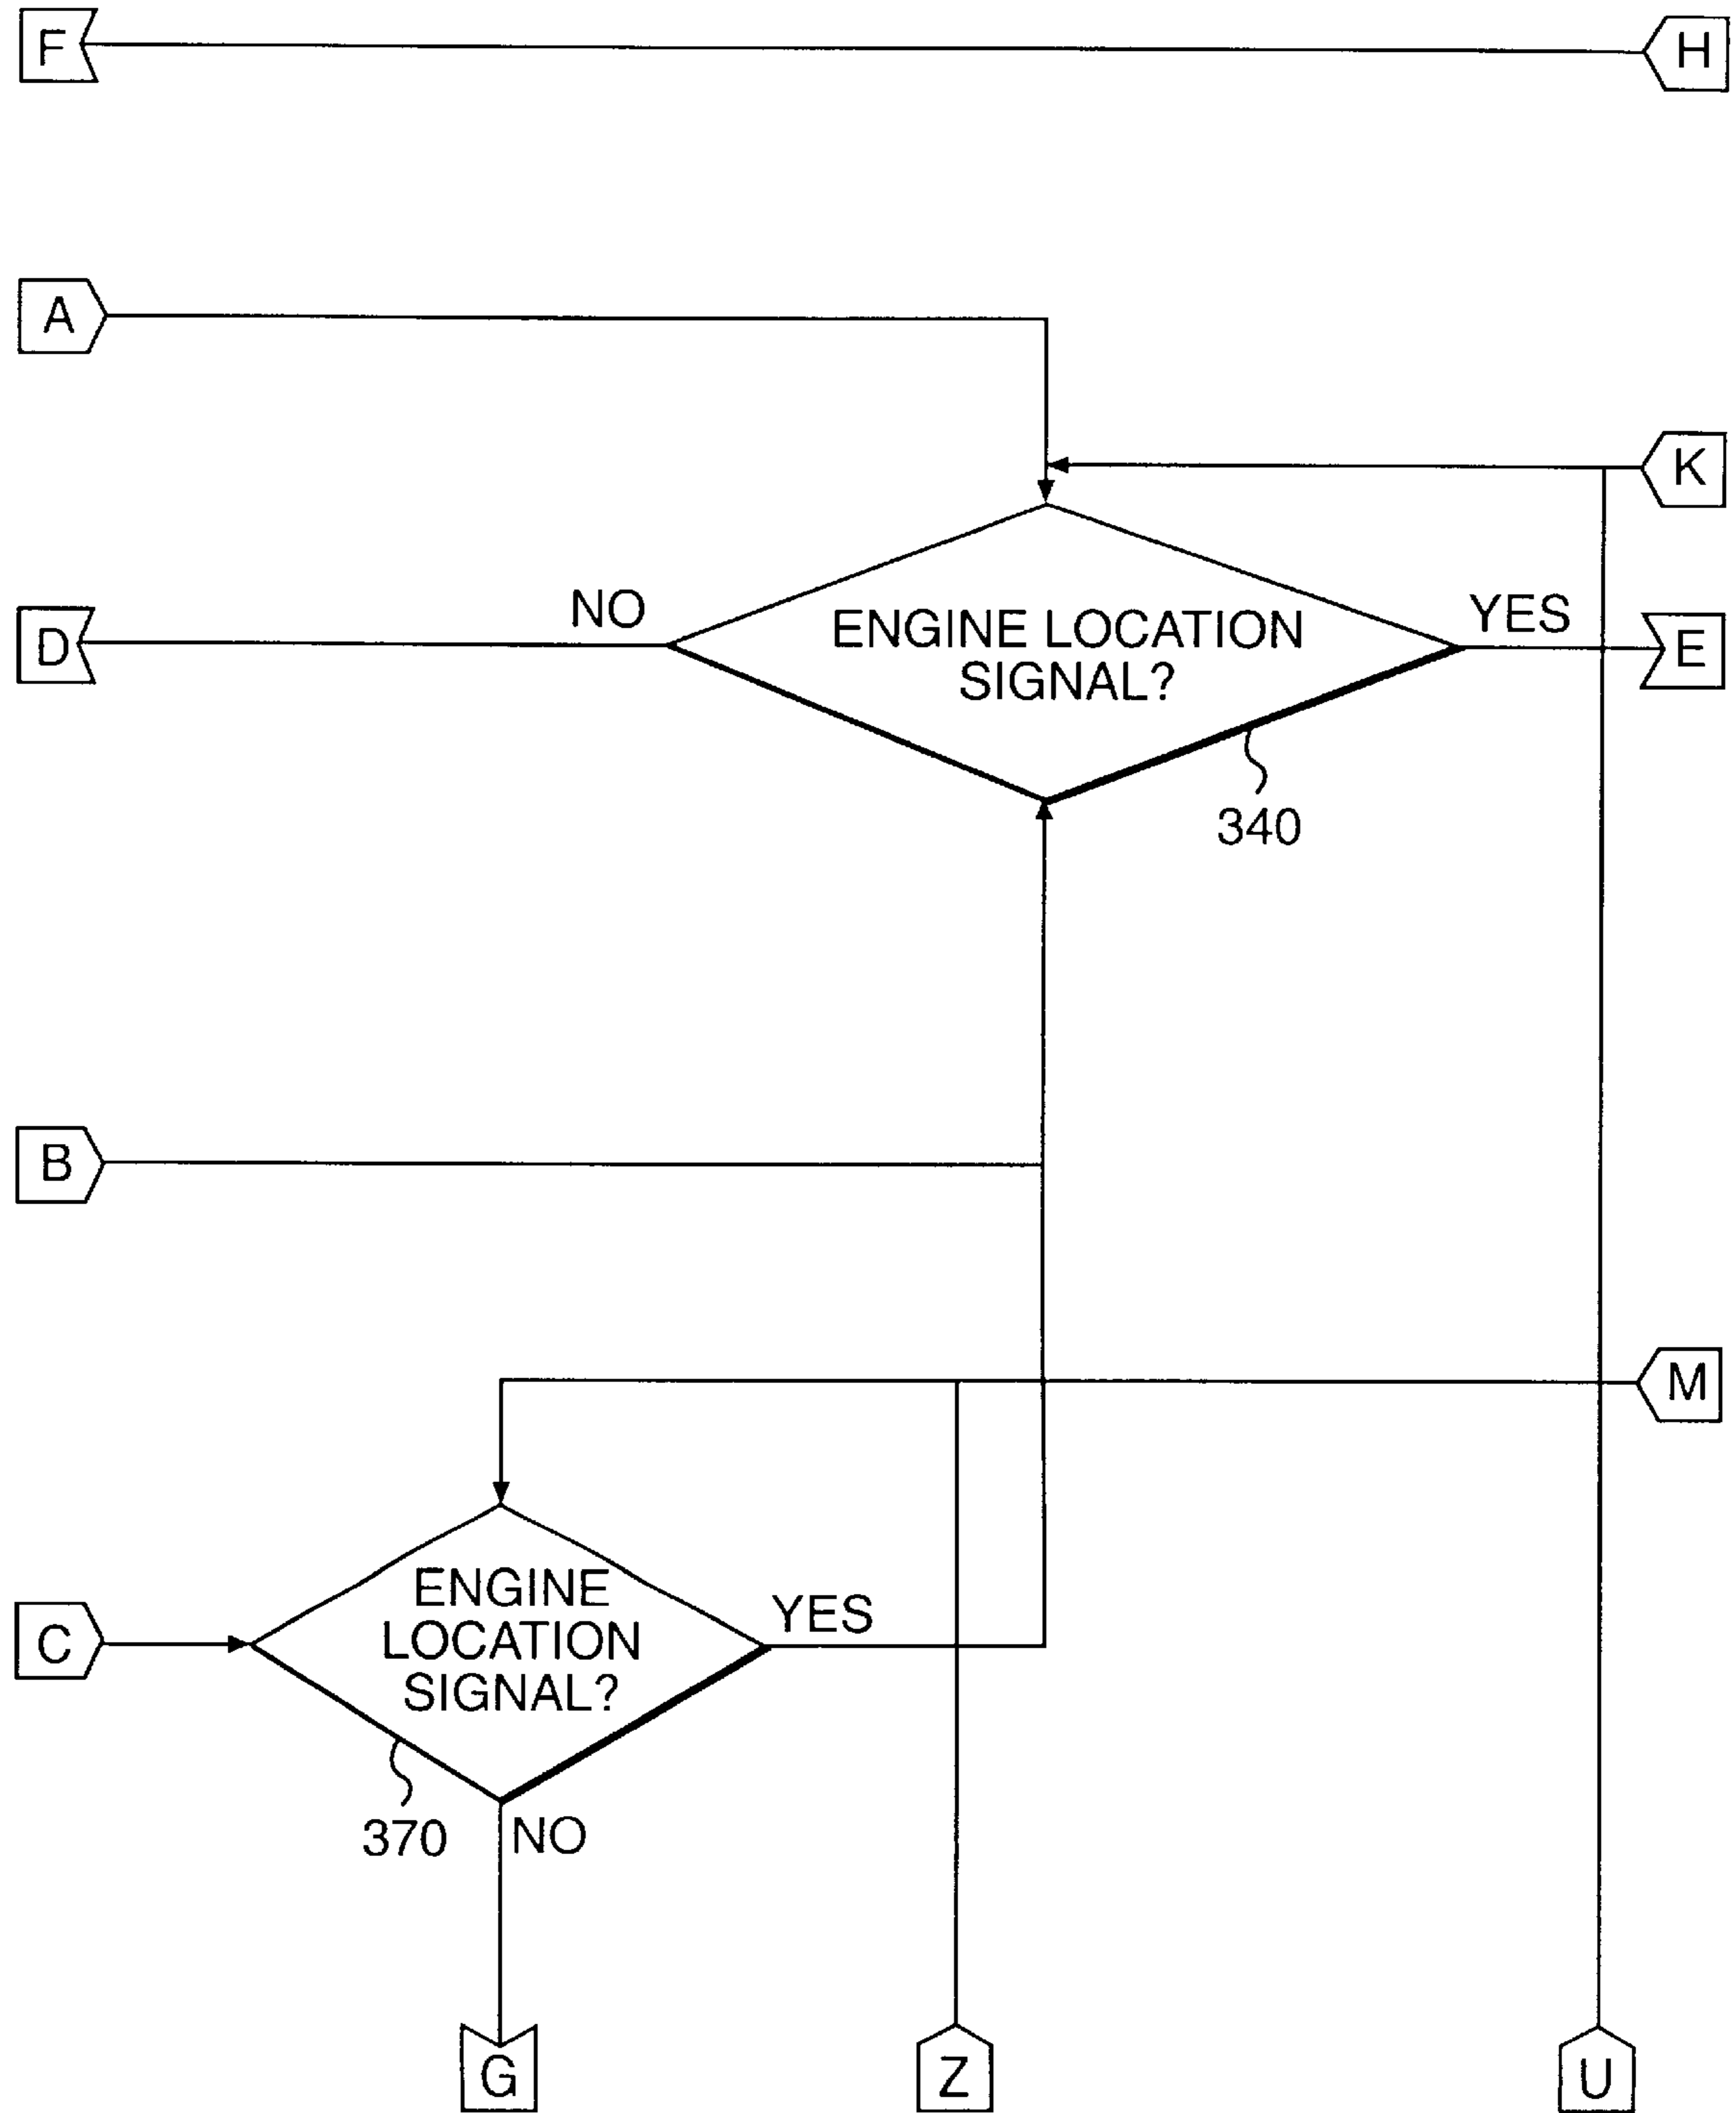 F
H
A
K
NO
YES
D
ENGINE LOCATION
SIGNAL?
E
340
B
M
ENGINE
LOCATION
SIGNAL?
YES
C
370
NO
G
Z
U